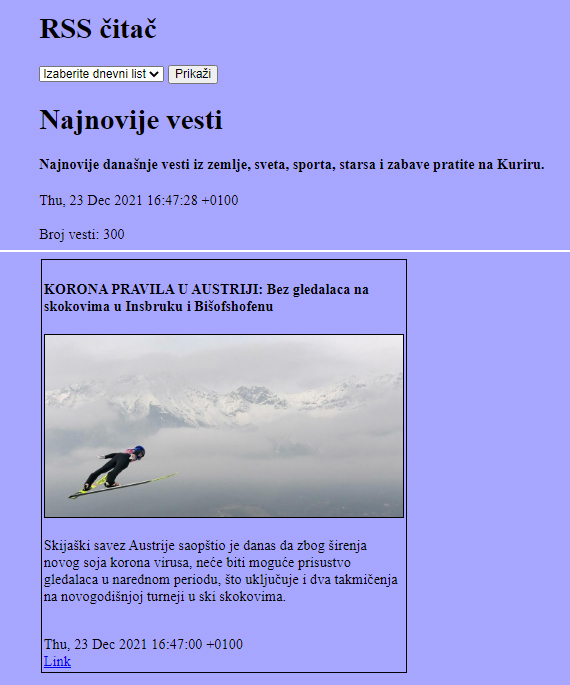 RSS čitač
Izaberite dnevni list
Prikaži
Najnovije vesti
Najnovije današnje vesti iz zemlje, sveta, sporta, starsa i zabave pratite na Kuriru.
Thu, 23 Dec 2021 16:47:28 +0100
Broj vesti: 300
KORONA PRAVILA U AUSTRIJI: Bez gledalaca na
skokovima u Insbruku i Bišofshofenu
Skijaški savez Austrije saopštio je danas da zbog širenja
novog soja korona virusa, neće biti moguće prisustvo
gledalaca u narednom periodu, što uključuje i dva takmičenja
na novogodišnjoj turneji u ski skokovima.
Thu, 23 Dec 2021 16:47:00 +0100
Link